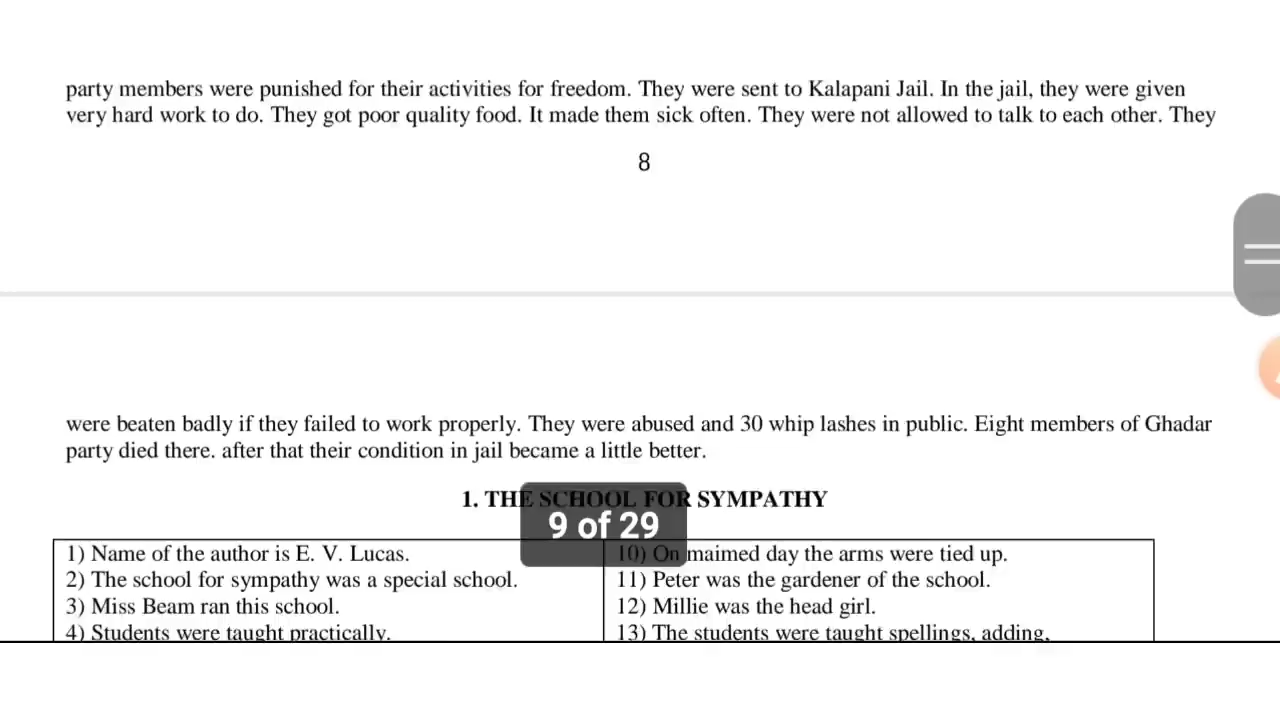 party members were punished for their activities for freedom. They were sent to Kalapani Jail. In the jail, they were given
very hard work to do. They got poor quality food. It made them sick often. They were not allowed to talk to each other. They
8
were beaten badly if they failed to work properly. They were abused and 30 whip lashes in public. Eight members of Ghadar
party died there. after that their condition in jail became a little better.
1. THE SCHOOL FOR SYMPATHY
9 of 29
1) Name of the author is E. V. Lucas.
2) The school for sympathy was a special school.
3) Miss Beam ran this school.
4) Students were taught practically.
10) On maimed day the arms were tied up.
11) Peter was the gardener of the school.
12) Millie was the head girl.
13) The students were taught spellings, adding,